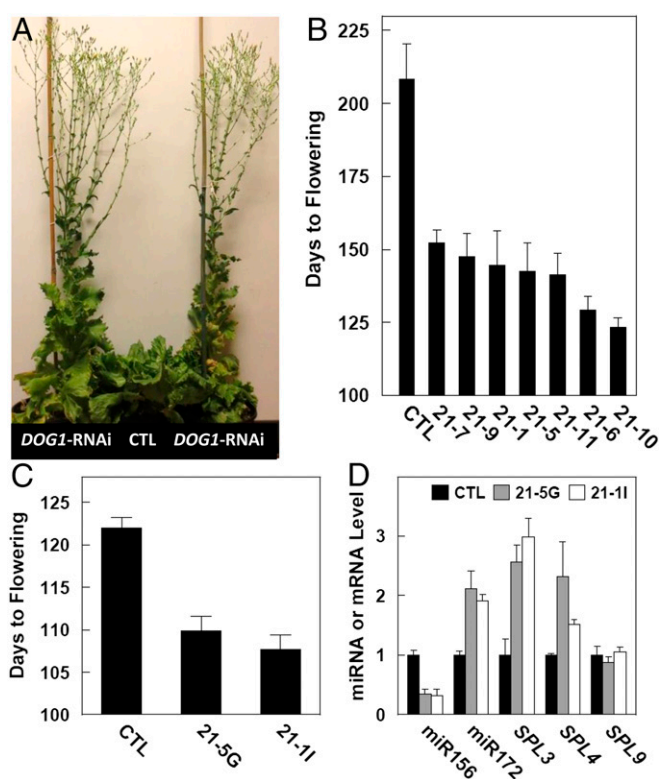 A
DOG1-RNAi CTL DOG1-RNAi
B
Days to Flowering
225
200
175
150
125
100
CTL
21-7
21-9
21-1
21-5
21-11
21-6
21-10
C
Days to Flowering
125
120
115
110
105
100
CTL
21-5G
21-1I
D
CTL 21-5G 21-1I
miRNA or mRNA Level
3
2
1
0
miR156
miR172
SPL3
SPL4
SPL9